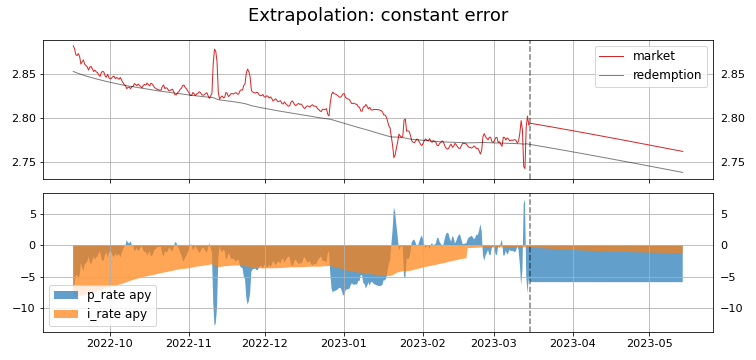 Extrapolation: constant error
market
redemption
2.85
2.80
2.75
2.85
2.80
2.75
5
0
−5
−10
5
0
−5
−10
p_rate apy
i_rate apy
2022-10 2022-11 2022-12 2023-01 2023-02 2023-03 2023-04 2023-05